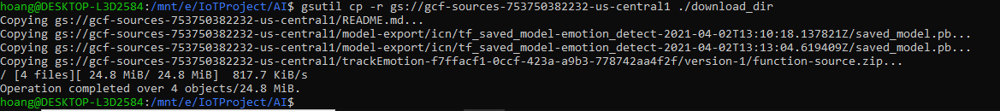 hoang@DESKTOP-L3D2584:/mnt/e/IoTProject/AI$ gsutil cp -r gs://gcf-sources-753750382232-us-central1 ./download_dir
Copying gs://gcf-sources-753750382232-us-central1/README.md...
Copying gs://gcf-sources-753750382232-us-central1/model-export/icn/tf_saved_model-emotion_detect-2021-04-02T13:10:18.137821Z/saved_model.pb...
Copying gs://gcf-sources-753750382232-us-central1/model-export/icn/tf_saved_model-emotion_detect-2021-04-02T13:13:04.619409Z/saved_model.pb...
Copying gs://gcf-sources-753750382232-us-central1/trackEmotion-f7ffacf1-0ccf-423a-a9b3-778742aa4f2f/version-1/function-source.zip...
/ [4 files][ 24.8 MiB/ 24.8 MiB]  817.7 KiB/s
Operation completed over 4 objects/24.8 MiB.
hoang@DESKTOP-L3D2584:/mnt/e/IoTProject/AI$